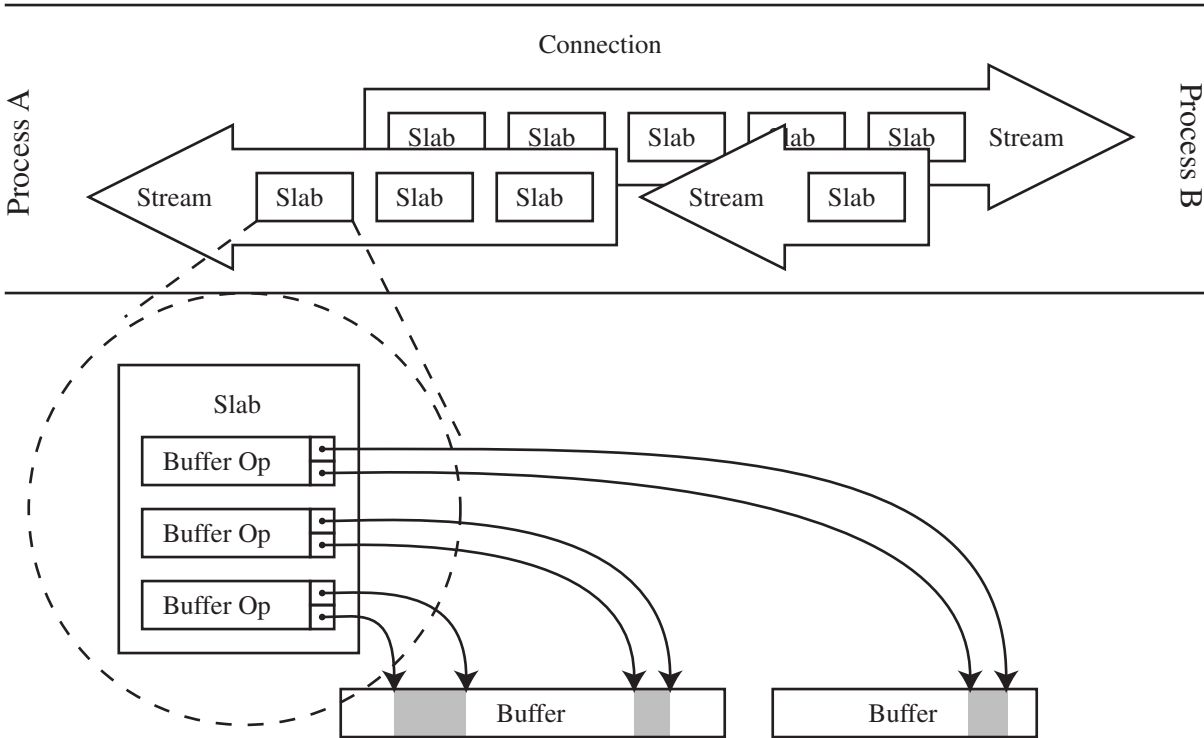 Connection
Process A
Process B
Slab
Slab
Slab
Slab
Slab
Stream
Stream
Slab
Slab
Slab
Stream
Slab
Slab
Buffer Op
Buffer Op
Buffer Op
Buffer
Buffer